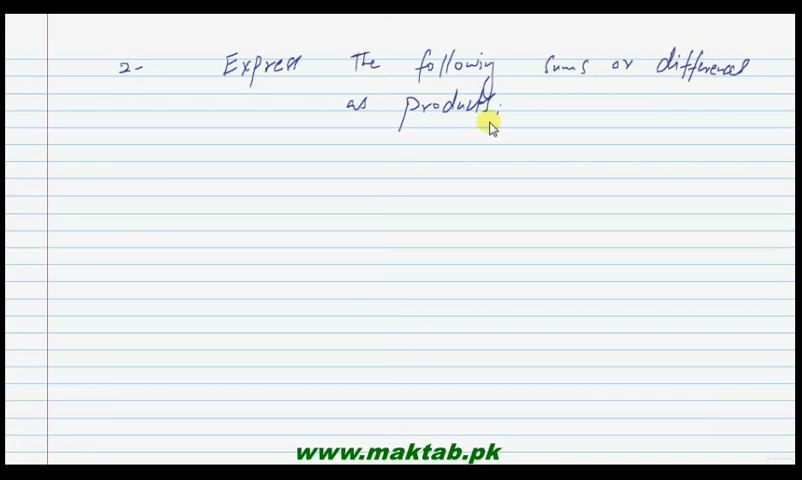 2- Express The following sums or differences
as products:
www.maktab.pk